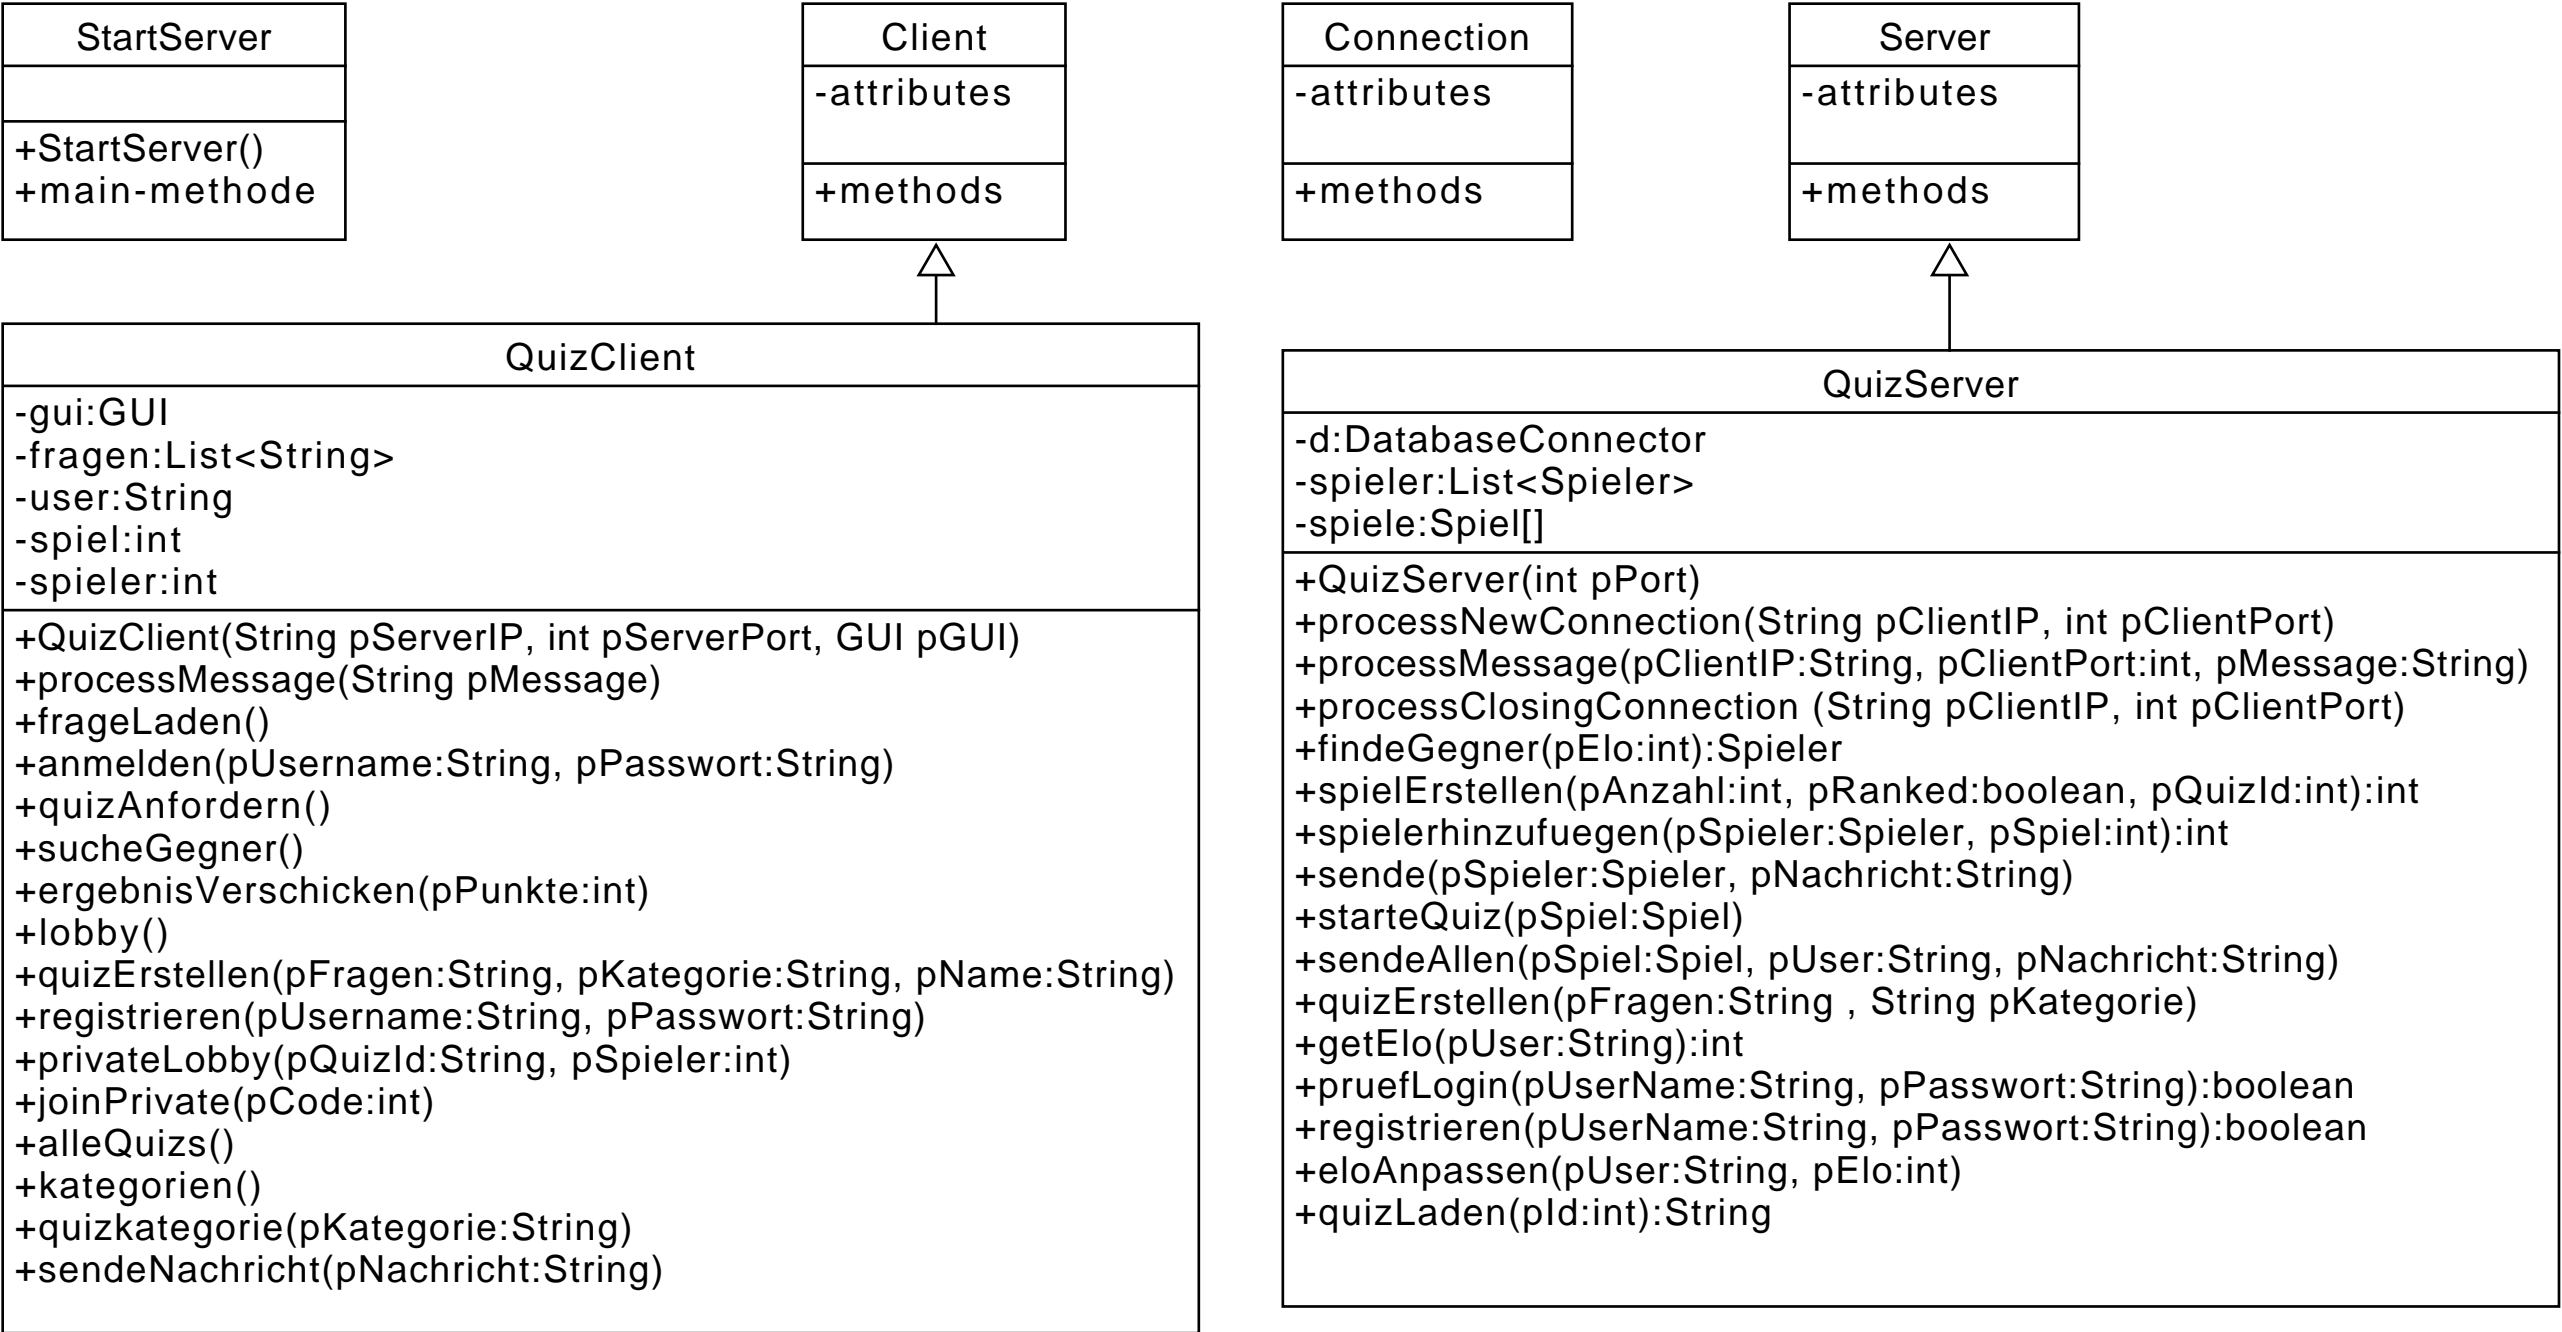 StartServer
+StartServer()
+main-methode
Client
-attributes
+methods
Connection
-attributes
+methods
Server
-attributes
+methods
QuizClient
-gui:GUI
-fragen:List<String>
-user:String
-spiel:int
-spieler:int
+QuizClient(String pServerIP, int pServerPort, GUI pGUI)
+processMessage(String pMessage)
+frageLaden()
+anmelden(pUsername:String, pPasswort:String)
+quizAnfordern()
+sucheGegner()
+ergebnisVerschicken(pPunkte:int)
+lobby()
+quizErstellen(pFragen:String, pKategorie:String, pName:String)
+registrieren(pUsername:String, pPasswort:String)
+privateLobby(pQuizId:String, pSpieler:int)
+joinPrivate(pCode:int)
+alleQuizs()
+kategorien()
+quizkategorie(pKategorie:String)
+sendeNachricht(pNachricht:String)
QuizServer
-d:DatabaseConnector
-spieler:List<Spieler>
-spiele:Spiel[]
+QuizServer(int pPort)
+processNewConnection(String pClientIP, int pClientPort)
+processMessage(pClientIP:String, pClientPort:int, pMessage:String)
+processClosingConnection (String pClientIP, int pClientPort)
+findeGegner(pElo:int):Spieler
+spielErstellen(pAnzahl:int, pRanked:boolean, pQuizId:int):int
+spielerhinzufuegen(pSpieler:Spieler, pSpiel:int):int
+sende(pSpieler:Spieler, pNachricht:String)
+starteQuiz(pSpiel:Spiel)
+sendeAllen(pSpiel:Spiel, pUser:String, pNachricht:String)
+quizErstellen(pFragen:String , String pKategorie)
+getElo(pUser:String):int
+pruefLogin(pUserName:String, pPasswort:String):boolean
+registrieren(pUserName:String, pPasswort:String):boolean
+eloAnpassen(pUser:String, pElo:int)
+quizLaden(pId:int):String